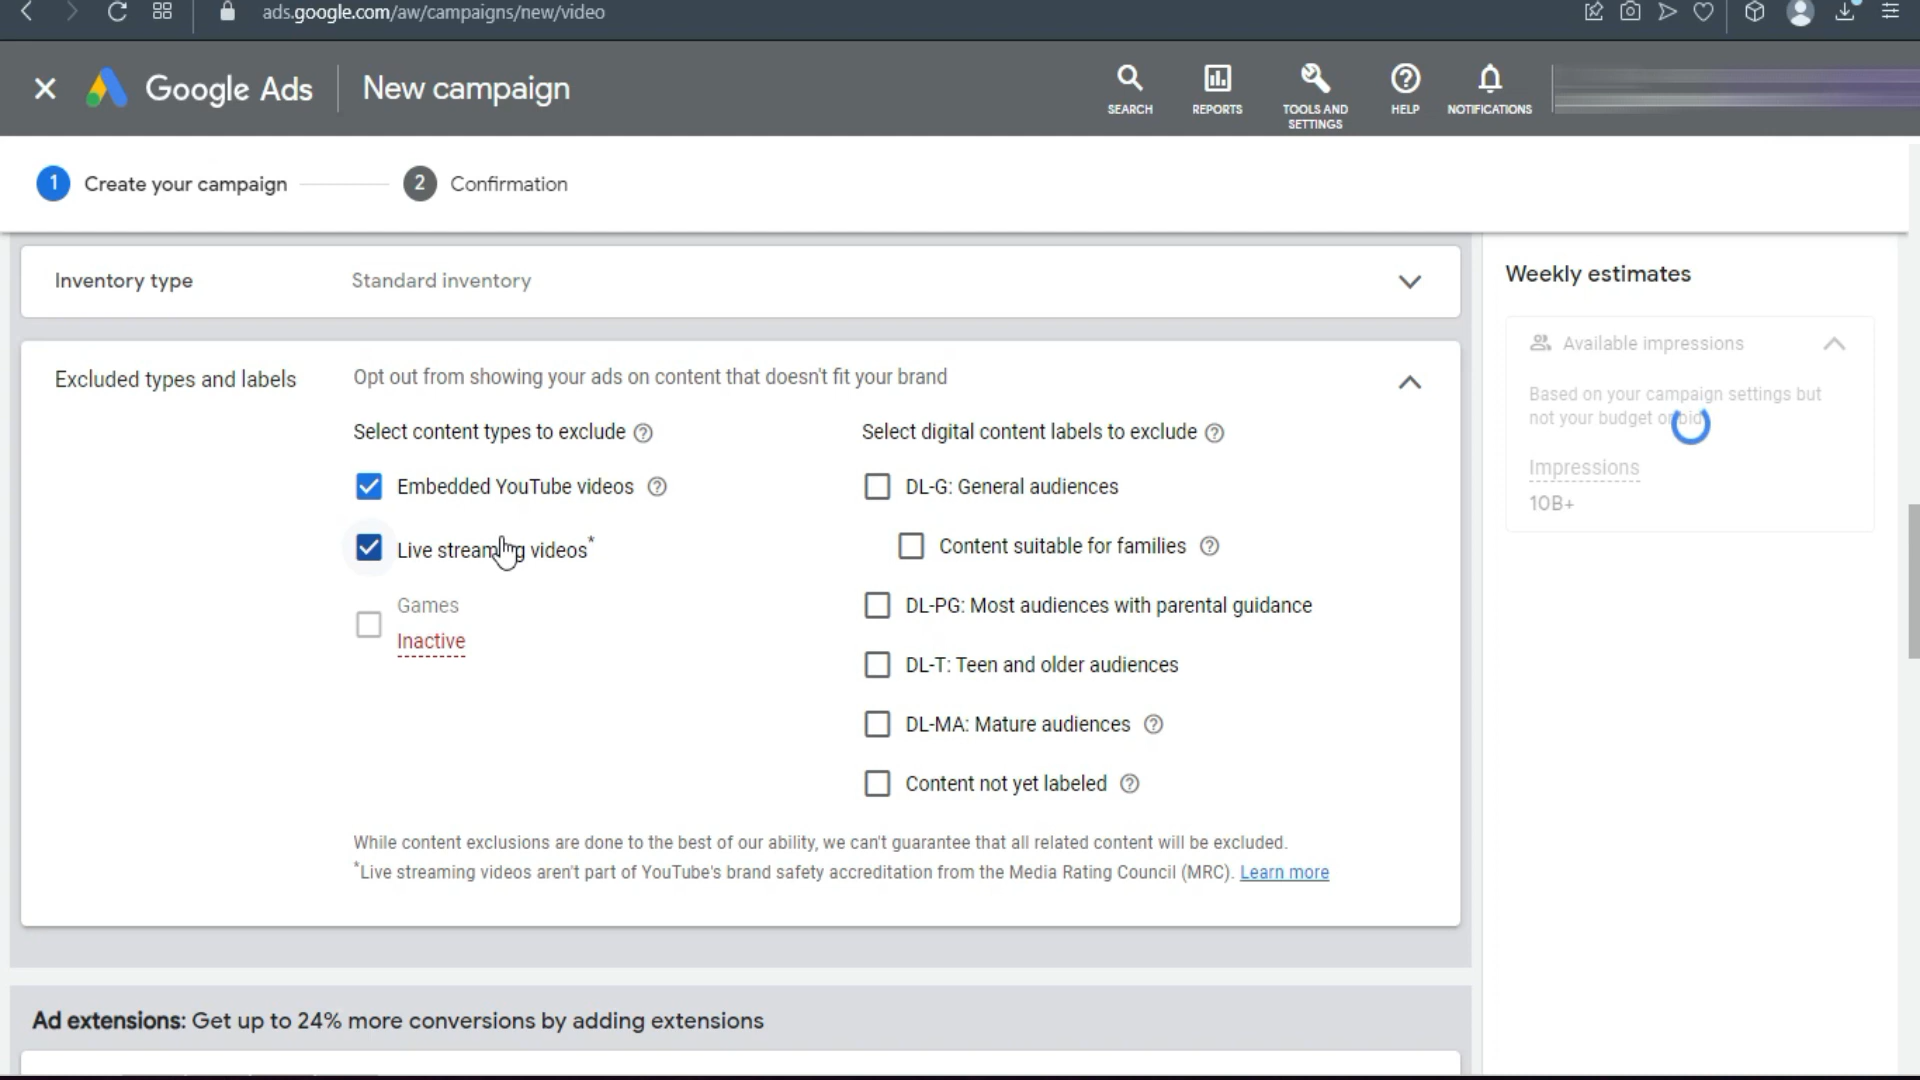 ads.google.com/aw/campaigns/new/video
Google Ads
New campaign
SEARCH
REPORTS
TOOLS AND SETTINGS
HELP
NOTIFICATIONS
1 Create your campaign
2 Confirmation
Inventory type
Standard inventory
Excluded types and labels
Opt out from showing your ads on content that doesn't fit your brand
Select content types to exclude
Embedded YouTube videos
Live streaming videos*
Games
Inactive
Select digital content labels to exclude
DL-G: General audiences
Content suitable for families
DL-PG: Most audiences with parental guidance
DL-T: Teen and older audiences
DL-MA: Mature audiences
Content not yet labeled
While content exclusions are done to the best of our ability, we can't guarantee that all related content will be excluded.
*Live streaming videos aren't part of YouTube's brand safety accreditation from the Media Rating Council (MRC). Learn more
Ad extensions: Get up to 24% more conversions by adding extensions
Weekly estimates
Available impressions
Based on your campaign settings but
not your budget or bid
Impressions
10B+